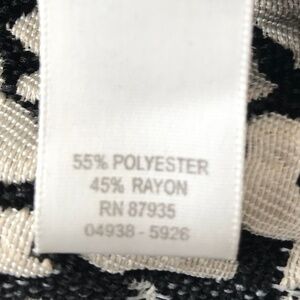 55% POLYESTER
45% RAYON
RN 87935
04938 - 5926